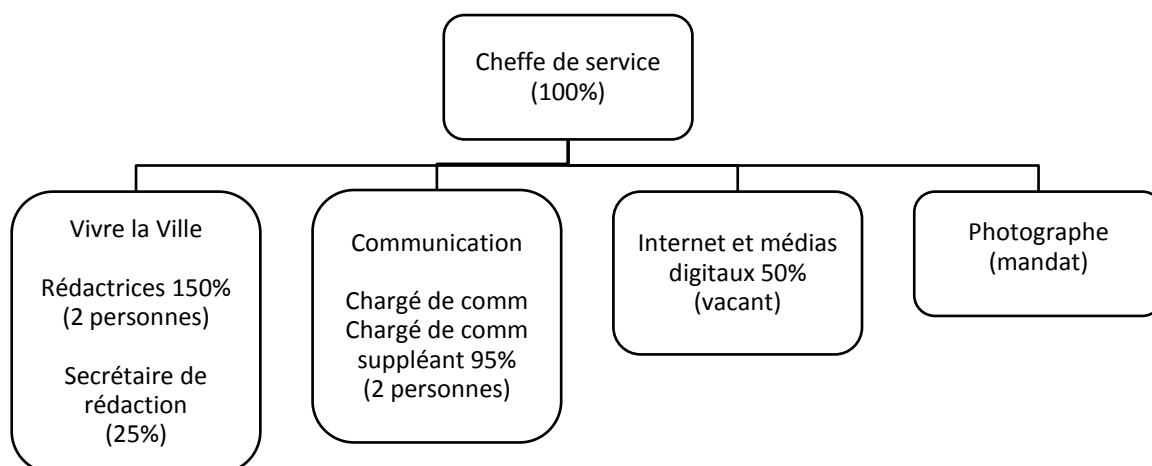 Cheffe de service
(100%)
Vivre la Ville
Rédactrices 150%
(2 personnes)
Secrétaire de
rédaction
(25%)
Communication
Chargé de comm
Chargé de comm
suppléant 95%
(2 personnes)
Internet et médias
digitaux 50%
(vacant)
Photographe
(mandat)